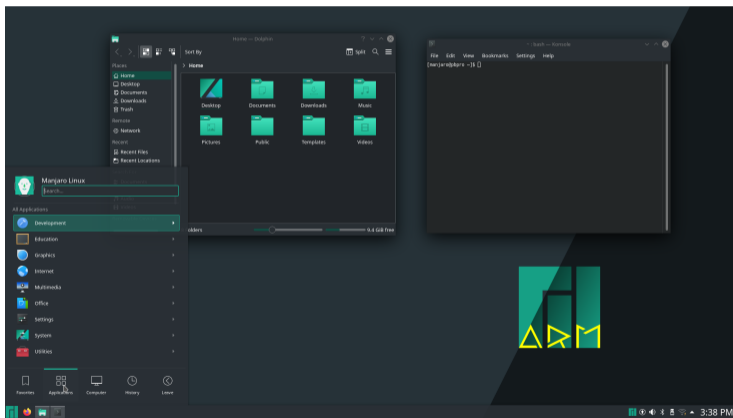 Home — Dolphin
Sort By
Split
Places
Home
Desktop
Documents
Downloads
Trash
Remote
Network
Recent
Recent Files
Recent Locations
> Home
Desktop
Documents
Downloads
Music
Pictures
Public
Templates
Videos
olders
9.4 GiB free
~ : bash — Konsole
File Edit View Bookmarks Settings Help
[manjaro@pbpro ~]$
Manjaro Linux
Search...
All Applications
Development
Education
Graphics
Internet
Multimedia
Office
Settings
System
Utilities
Favorites
Applications
Computer
History
Leave
ARM
3:38 PM